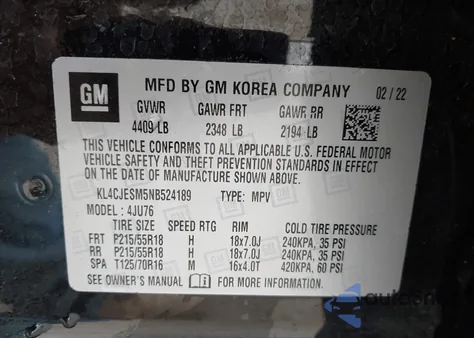 GM
MFD BY GM KOREA COMPANY 02/22
GVWR GAWR FRT GAWR RR
4409 LB 2348 LB 2194 LB
THIS VEHICLE CONFORMS TO ALL APPLICABLE U.S. FEDERAL MOTOR
VEHICLE SAFETY AND THEFT PREVENTION STANDARDS IN EFFECT
ON THE DATE OF MANUFACTURE SHOWN ABOVE.
KL4CJESM5NB524189 TYPE: MPV
MODEL: 4JU76
TIRE SIZE SPEED RTG RIM COLD TIRE PRESSURE
FRT P215/55R18 H 18x7.0J 240KPA, 35 PSI
RR P215/55R18 H 18x7.0J 240KPA, 35 PSI
SPA T125/70R16 M 16x4.0T 420KPA, 60 PSI
SEE OWNER'S MANUAL FOR MORE INFORMATION.